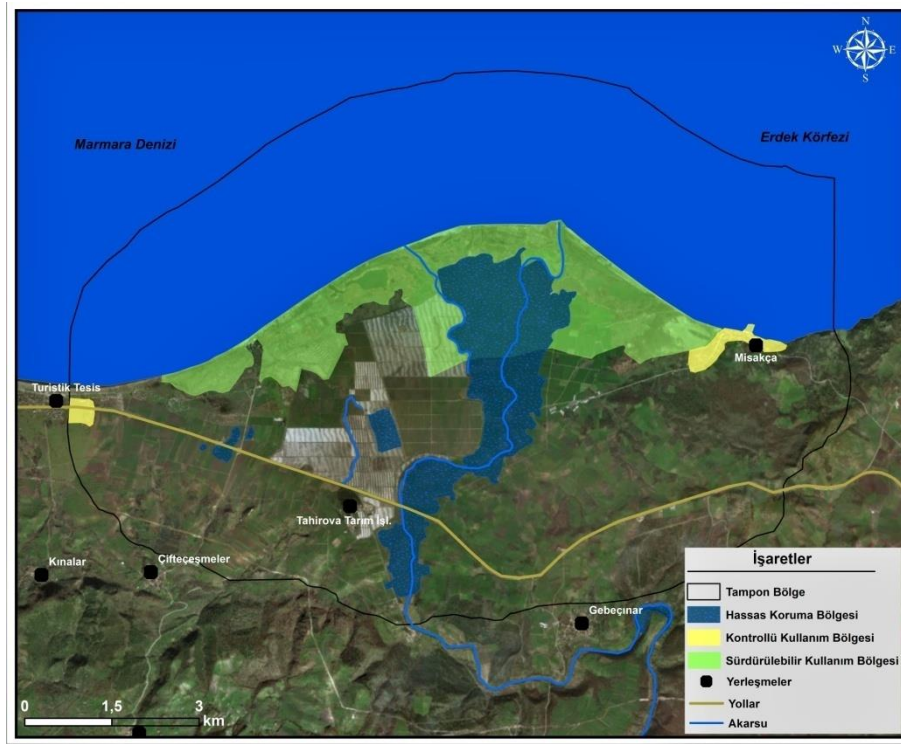 N
W E
S
Marmara Denizi
Erdek Körfezi
Misakça
Turistik Tesis
Tahirova Tarım İşl.
Kınalar
Çifteçeşmeler
Gebeçınar
İşaretler
Tampon Bölge
Hassas Koruma Bölgesi
Kontrollü Kullanım Bölgesi
Sürdürülebilir Kullanım Bölgesi
Yerleşmeler
Yollar
Akarsu
0 1,5 3
km